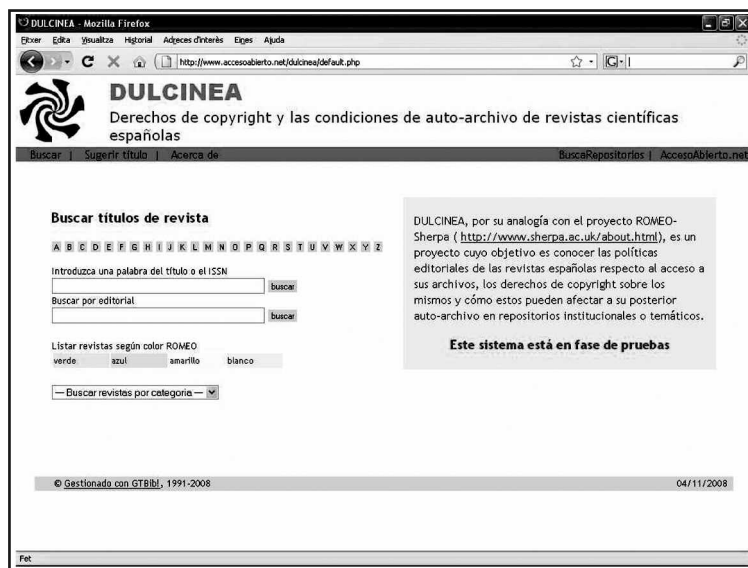 DULCINEA - Mozilla Firefox
Fitxer Edita Visualitza Historial Adreces d'interès Eines Ajuda
http://www.accesoabierto.net/dulcinea/default.php
DULCINEA
Derechos de copyright y las condiciones de auto-archivo de revistas científicas
españolas
Buscar | Sugerir título | Acerca de
BuscaRepositorios | AccesoAbierto.net
Buscar títulos de revista
A B C D E F G H I J K L M N O P Q R S T U V W X Y Z
Introduzca una palabra del título o el ISSN
buscar
Buscar por editorial
buscar
Listar revistas según color ROMEO
verde azul amarillo blanco
— Buscar revistas por categoria —
DULCINEA, por su analogía con el proyecto ROMEO-
Sherpa ( http://www.sherpa.ac.uk/about.html), es un
proyecto cuyo objetivo es conocer las políticas
editoriales de las revistas españolas respecto al acceso a
sus archivos, los derechos de copyright sobre los
mismos y cómo estos pueden afectar a su posterior
auto-archivo en repositorios institucionales o temáticos.
Este sistema está en fase de pruebas
© Gestionado con GTBib!, 1991-2008
04/11/2008
Fet